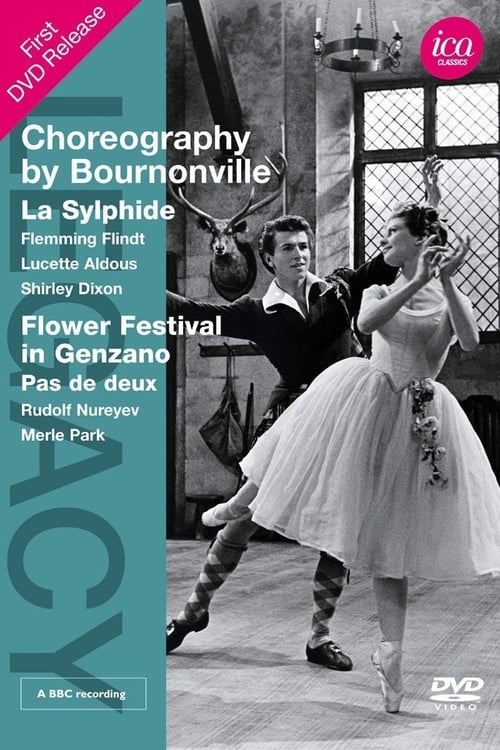 First
DVD Release
ica
CLASSICS
LEGACY
Choreography
by Bournonville
La Sylphide
Flemming Flindt
Lucette Aldous
Shirley Dixon
Flower Festival
in Genzano
Pas de deux
Rudolf Nureyev
Merle Park
A BBC recording
DVD
VIDEO